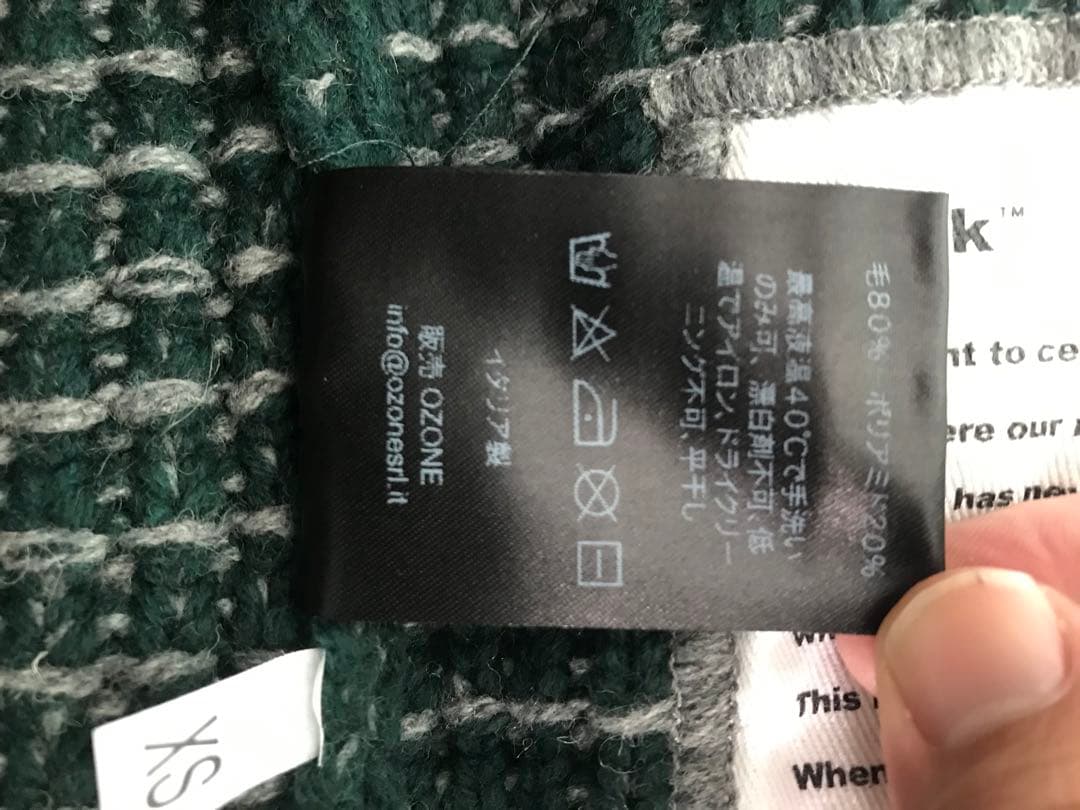 毛80% ポリアミド20%
最高液温40℃で手洗い
のみ可、漂白剤不可、低
温でアイロン、ドライクリー
ニング不可、平干し
イタリア製
販売 OZONE
info@ozonesrl.it
XS
k™
nt to ce
ere our
has ne
This
When